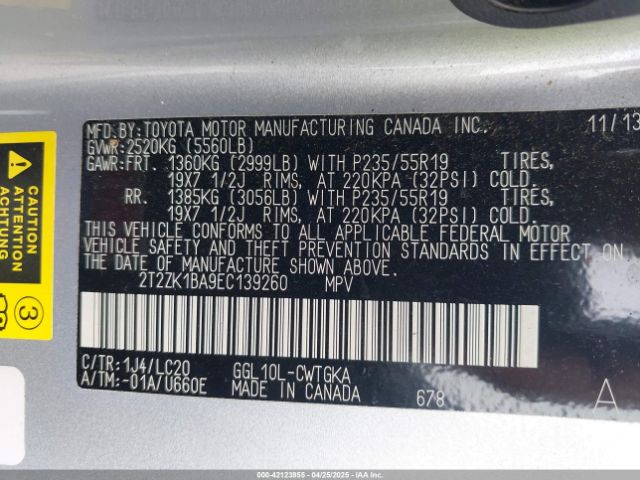 MFD.BY:TOYOTA MOTOR MANUFACTURING CANADA INC. 11/13
GVWR:2520KG (5560LB)
GAWR:FRT. 1360KG (2999LB) WITH P235/55R19 TIRES,
19X7 1/2J RIMS, AT 220KPA (32PSI) COLD.
RR. 1385KG (3056LB) WITH P235/55R19 TIRES,
19X7 1/2J RIMS, AT 220KPA (32PSI) COLD.
THIS VEHICLE CONFORMS TO ALL APPLICABLE FEDERAL MOTOR
VEHICLE SAFETY AND THEFT PREVENTION STANDARDS IN EFFECT ON
THE DATE OF MANUFACTURE SHOWN ABOVE.
2T2ZK1BA9EC139260 MPV
C/TR:1J4/LC20 GGL10L-CWTGKA
A/TM:-01A/U660E MADE IN CANADA 678 A
CAUTION
3
000-42123955 - 04/25/2025 - IAA, LLC